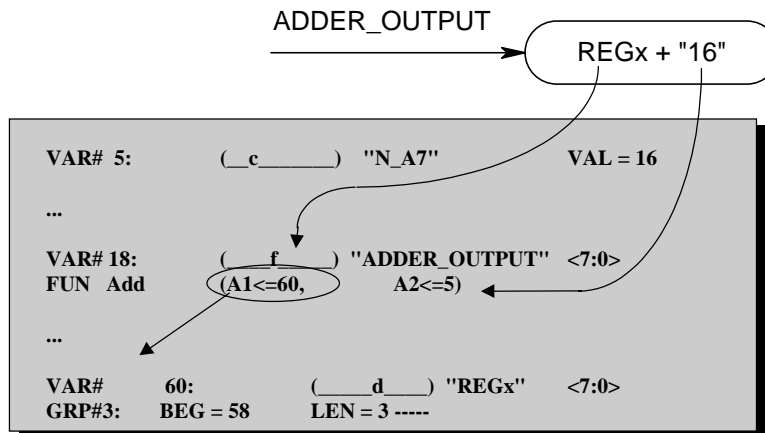 ADDER_OUTPUT
REGx + "16"
VAR# 5: (__c_______) "N_A7" VAL = 16
...
VAR# 18: (____f_____) "ADDER_OUTPUT" <7:0>
FUN Add (A1<=60, A2<=5)
...
VAR# 60: (_____d____) "REGx" <7:0>
GRP#3: BEG = 58 LEN = 3 -----